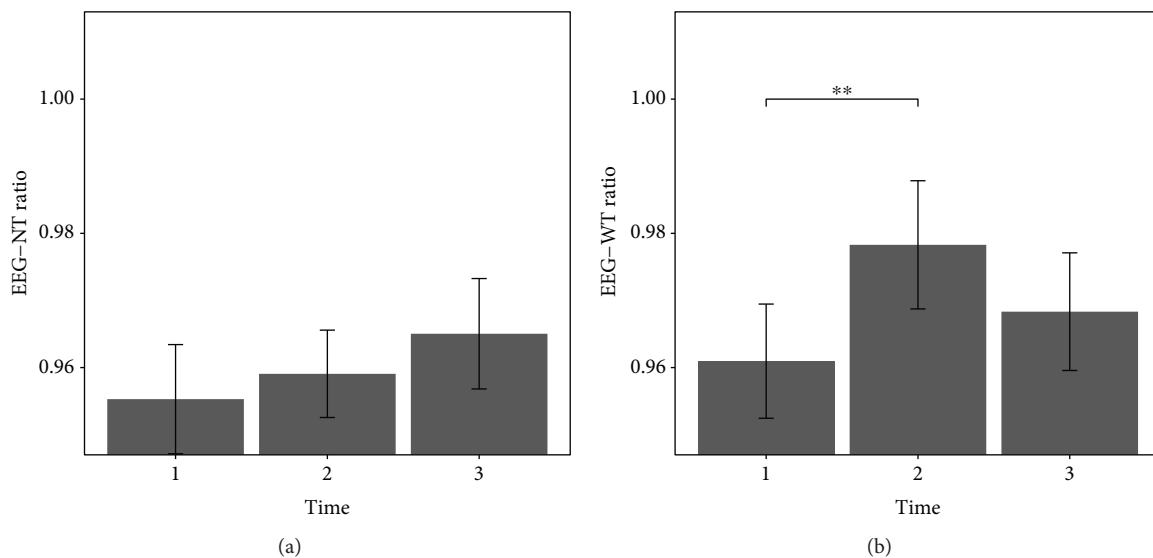 EEG–NT ratio
1.00
0.98
0.96
1 2 3
Time
(a)
EEG–WT ratio
1.00
0.98
0.96
**
1 2 3
Time
(b)